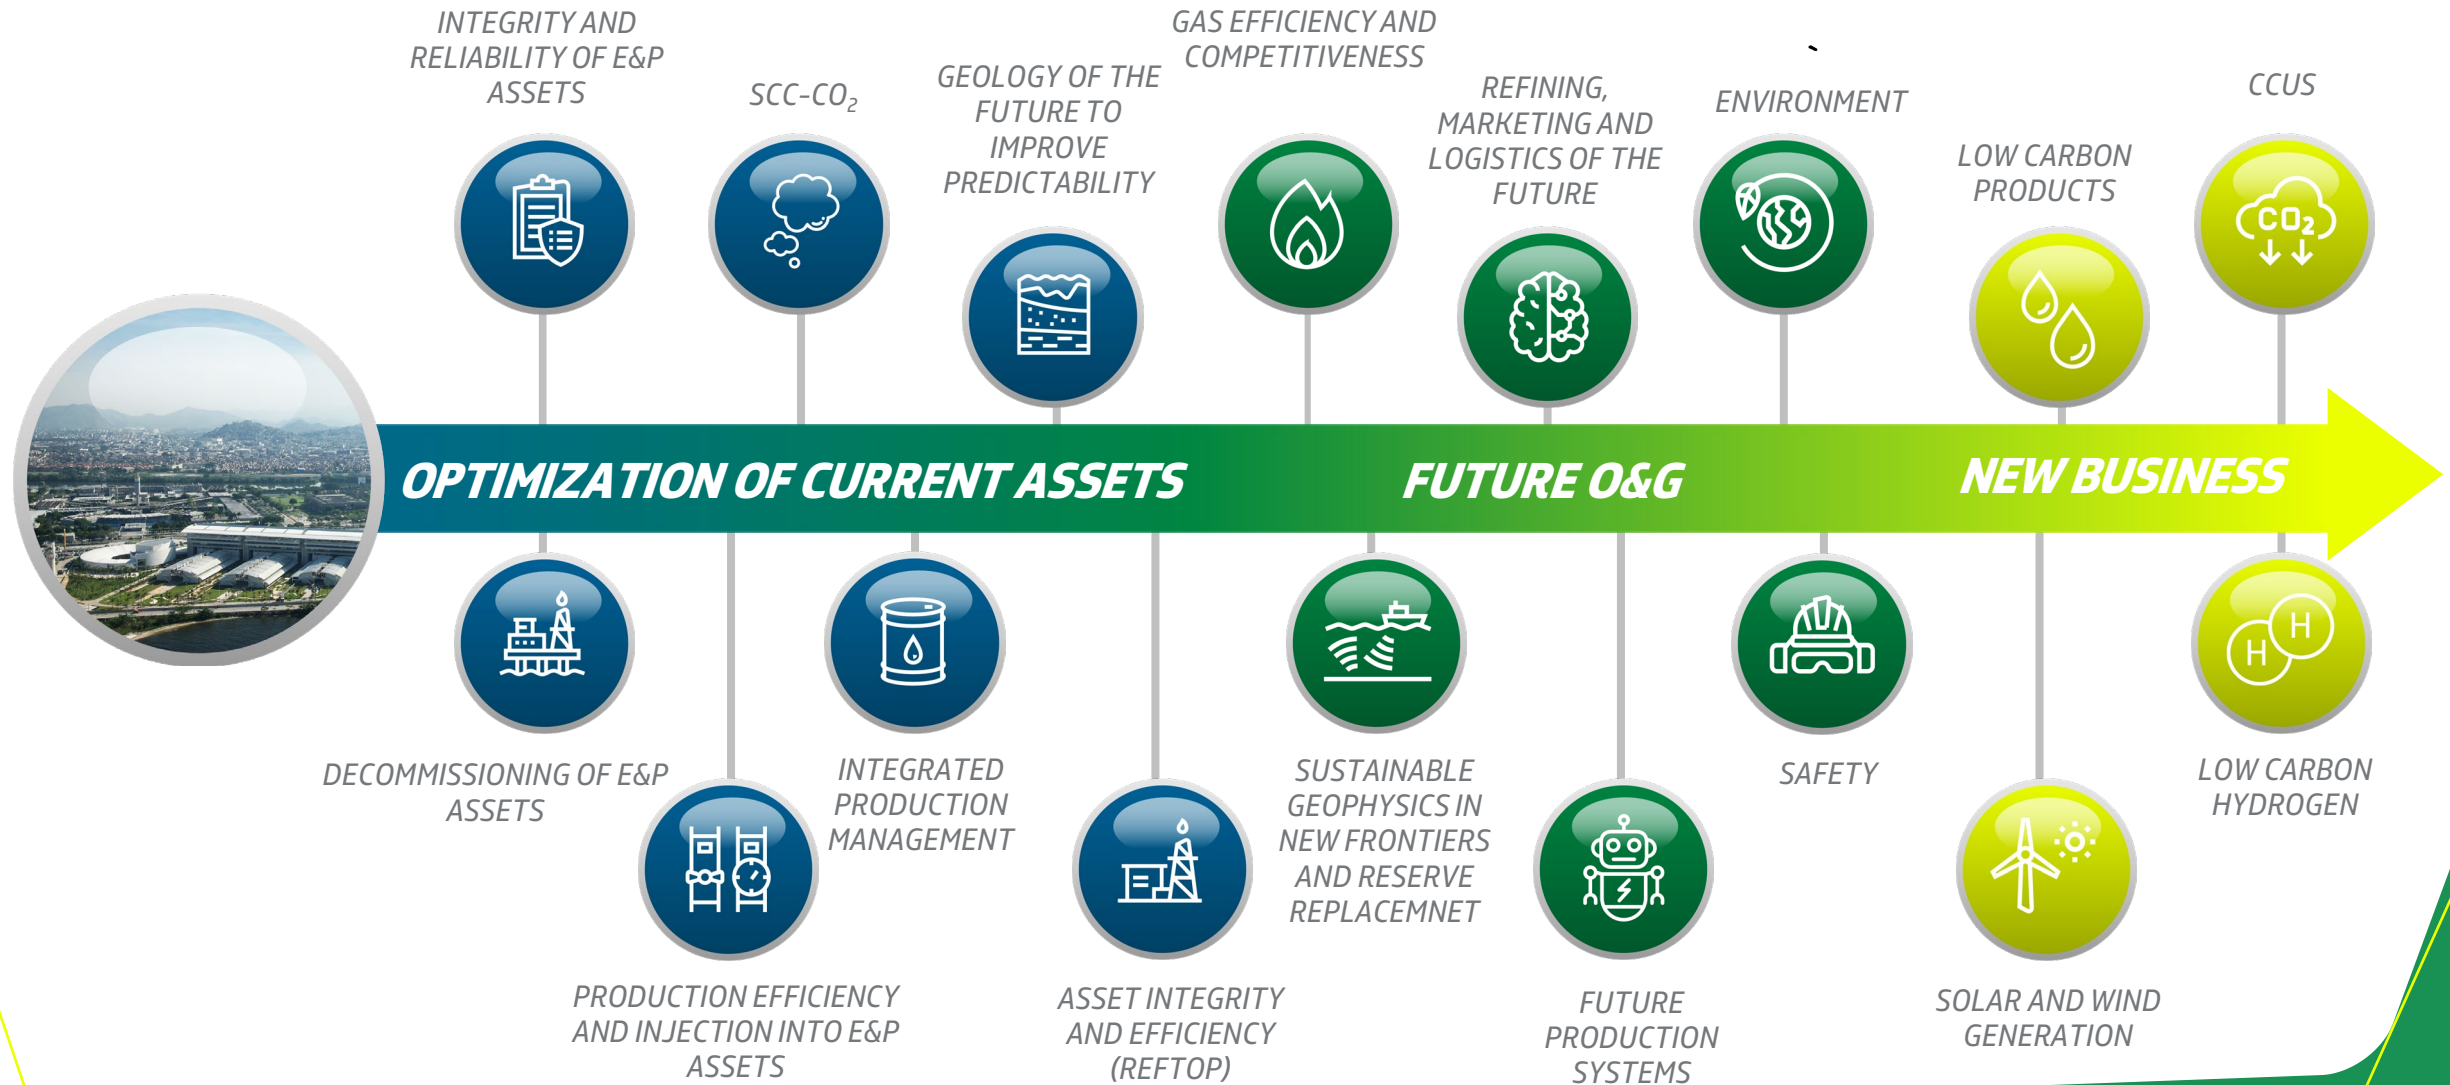 INTEGRITY AND
RELIABILITY OF E&P
ASSETS
SCC-CO₂
GEOLOGY OF THE
FUTURE TO
IMPROVE
PREDICTABILITY
GAS EFFICIENCY AND
COMPETITIVENESS
REFINING,
MARKETING AND
LOGISTICS OF THE
FUTURE
ENVIRONMENT
LOW CARBON
PRODUCTS
CCUS
CO₂
OPTIMIZATION OF CURRENT ASSETS
FUTURE O&G
NEW BUSINESS
DECOMMISSIONING OF E&P
ASSETS
PRODUCTION EFFICIENCY
AND INJECTION INTO E&P
ASSETS
INTEGRATED
PRODUCTION
MANAGEMENT
ASSET INTEGRITY
AND EFFICIENCY
(REFTOP)
SUSTAINABLE
GEOPHYSICS IN
NEW FRONTIERS
AND RESERVE
REPLACEMNET
FUTURE
PRODUCTION
SYSTEMS
SAFETY
SOLAR AND WIND
GENERATION
H H
LOW CARBON
HYDROGEN